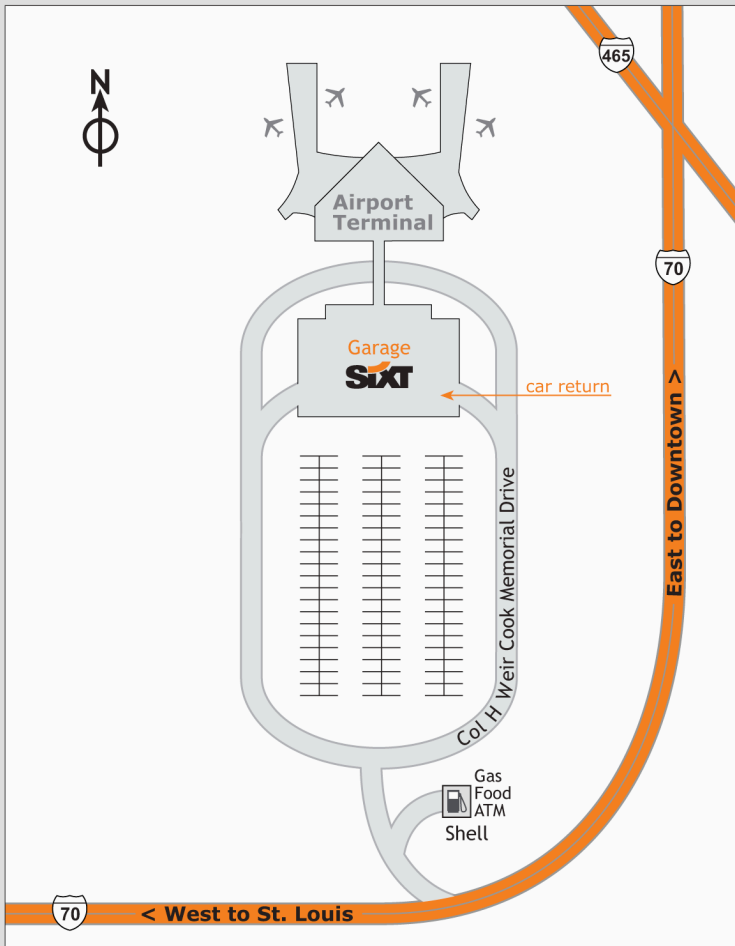 465
N
Airport
Terminal
70
Garage
SIXT
car return
East to Downtown >
Col H Weir Cook Memorial Drive
Gas
Food
ATM
Shell
70
< West to St. Louis